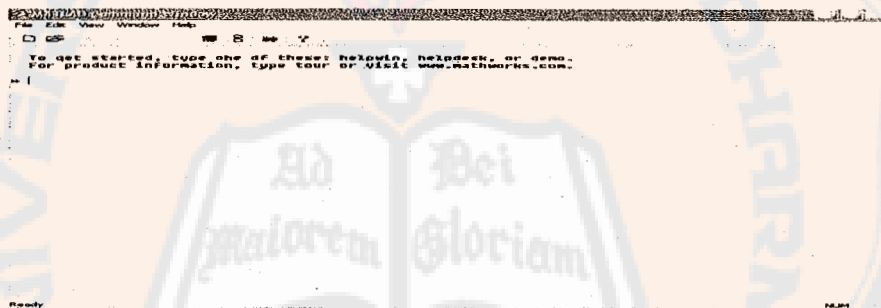 File Edit View Window Help
To get started, type one of these: helpwin, helpdesk, or demo.
For product information, type tour or visit www.mathworks.com.
» |
Ad Dei
Maiorem Gloriam
Ready NUM